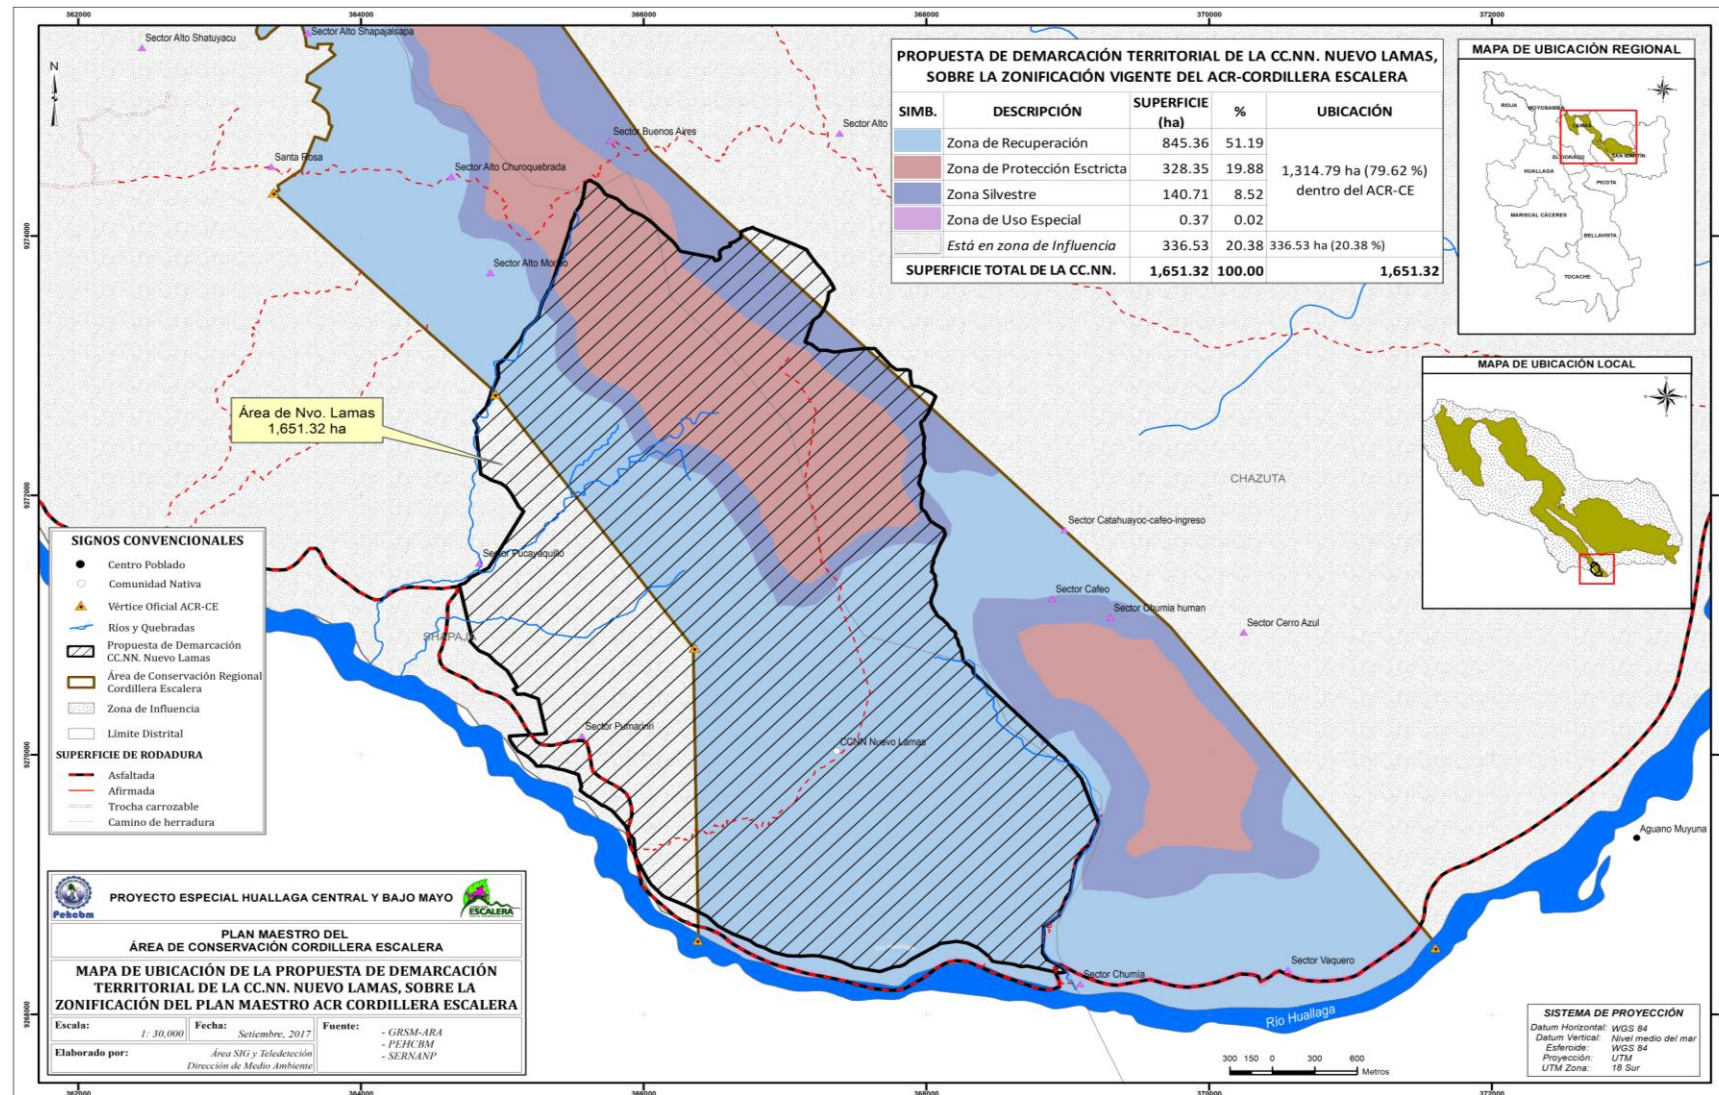 362000
364000
366000
368000
370000
372000
Sector Alto Shatuyacu
Sector Alto Shapajalsapa
N
Sector Buenos Aires
Sector Alto
Santa Rosa
Sector Alto Churoquebrada
9274000
PROPUESTA DE DEMARCACIÓN TERRITORIAL DE LA CC.NN. NUEVO LAMAS,
SOBRE LA ZONIFICACIÓN VIGENTE DEL ACR-CORDILLERA ESCALERA
SIMB. DESCRIPCIÓN SUPERFICIE (ha) % UBICACIÓN
Zona de Recuperación 845.36 51.19
Zona de Protección Esctricta 328.35 19.88
Zona Silvestre 140.71 8.52
Zona de Uso Especial 0.37 0.02
1,314.79 ha (79.62 %)
dentro del ACR-CE
Está en zona de Influencia 336.53 20.38 336.53 ha (20.38 %)
SUPERFICIE TOTAL DE LA CC.NN. 1,651.32 100.00 1,651.32
MAPA DE UBICACIÓN REGIONAL
RIOJA
MOYOBAMBA
LAMAS
EL DORADO
SAN MARTÍN
HUALLAGA
PICOTA
MARISCAL CÁCERES
BELLAVISTA
TOCACHE
MAPA DE UBICACIÓN LOCAL
Área de Nvo. Lamas
1,651.32 ha
CHAZUTA
9272000
Sector Catahuayoc-cafeo-ingreso
Sector Pucayaquillo
Sector Cafeo
Sector Chumia human
Sector Cerro Azul
SHAPAJA
Sector Pumarinri
CCNN Nuevo Lamas
9270000
Aguano Muyuna
Sector Vaquero
Sector Chumia
Rio Huallaga
9268000
SIGNOS CONVENCIONALES
Centro Poblado
Comunidad Nativa
Vértice Oficial ACR-CE
Ríos y Quebradas
Propuesta de Demarcación
CC.NN. Nuevo Lamas
Área de Conservación Regional
Cordillera Escalera
Zona de Influencia
Límite Distrital
SUPERFICIE DE RODADURA
Asfaltada
Afirmada
Trocha carrozable
Camino de herradura
Pehcbm
PROYECTO ESPECIAL HUALLAGA CENTRAL Y BAJO MAYO
ESCALERA
PLAN MAESTRO DEL
ÁREA DE CONSERVACIÓN CORDILLERA ESCALERA
MAPA DE UBICACIÓN DE LA PROPUESTA DE DEMARCACIÓN
TERRITORIAL DE LA CC.NN. NUEVO LAMAS, SOBRE LA
ZONIFICACIÓN DEL PLAN MAESTRO ACR CORDILLERA ESCALERA
Escala: 1: 30,000
Fecha: Setiembre, 2017
Fuente: - GRSM-ARA
- PEHCBM
- SERNANP
Elaborado por: Área SIG y Teledeteción
Dirección de Medio Ambiente
300 150 0 300 600
Metros
SISTEMA DE PROYECCIÓN
Datum Horizontal: WGS 84
Datum Vertical: Nivel medio del mar
Esferoide: WGS 84
Proyección: UTM
UTM Zona: 18 Sur
362000
366000
368000
370000
372000